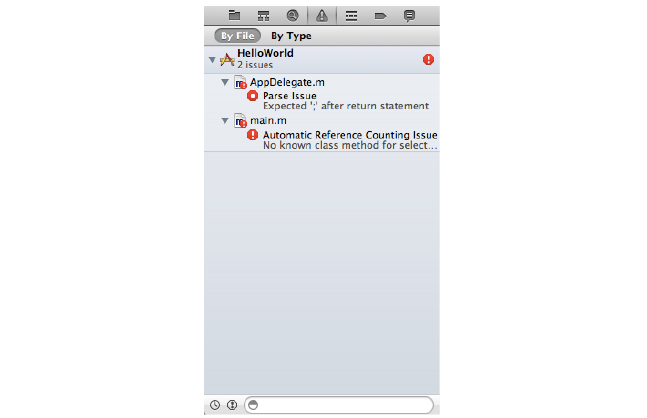 By File By Type
HelloWorld
2 issues
AppDelegate.m
Parse Issue
Expected ';' after return statement
main.m
Automatic Reference Counting Issue
No known class method for select...